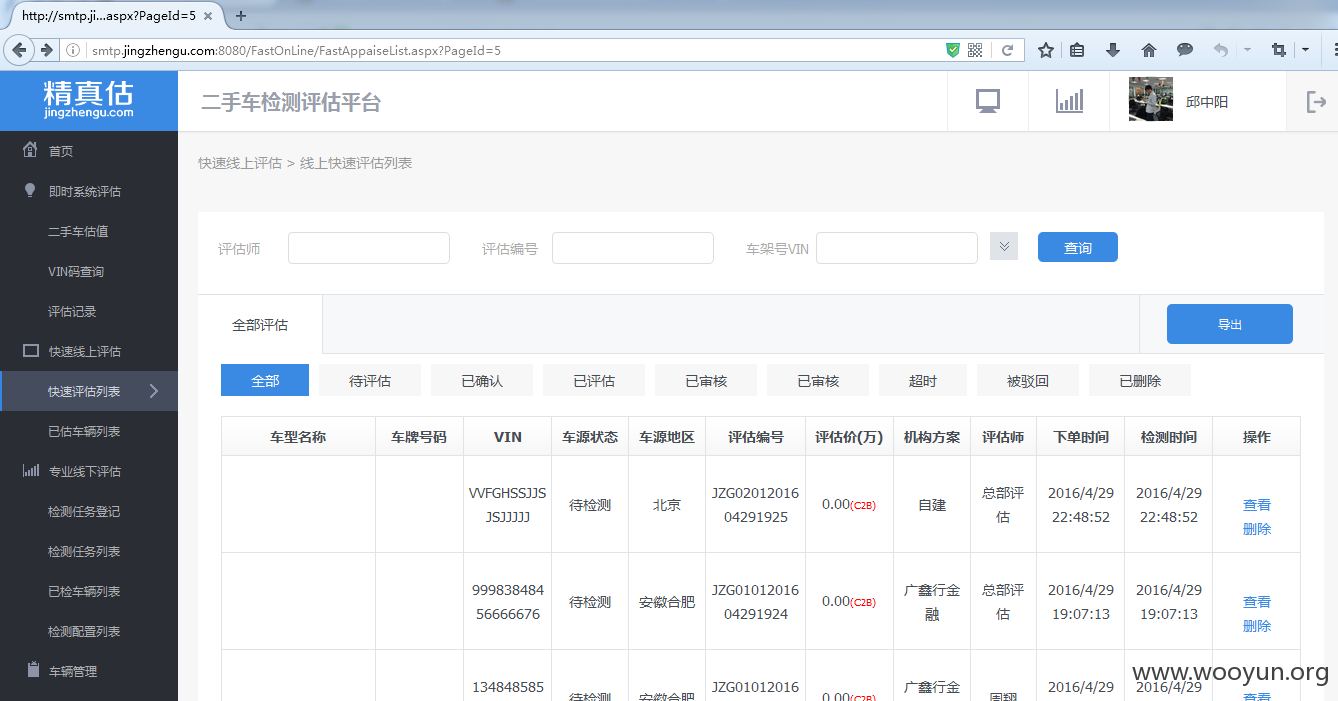 http://smtp.ji...aspx?PageId=5
smtp.jingzhengu.com:8080/FastOnLine/FastAppaiseList.aspx?PageId=5
精真估
jingzhengu.com
二手车检测评估平台
邱中阳
首页
即时系统评估
二手车估值
VIN码查询
评估记录
快速线上评估
快速评估列表
已估车辆列表
专业线下评估
检测任务登记
检测任务列表
已检车辆列表
检测配置列表
车辆管理
快速线上评估 > 线上快速评估列表
评估师 评估编号 车架号VIN 查询
全部评估 导出
全部 待评估 已确认 已评估 已审核 已审核 超时 被驳回 已删除
车型名称 车牌号码 VIN 车源状态 车源地区 评估编号 评估价(万) 机构方案 评估师 下单时间 检测时间 操作
VVFGHSSJJS JZG02012016 总部评 2016/4/29 2016/4/29 查看
待检测 北京 0.00(C2B) 自建
JSJJJJJ 04291925 估 22:48:52 22:48:52 删除
999838484 JZG01012016 广鑫行金 总部评 2016/4/29 2016/4/29 查看
待检测 安徽合肥 0.00(C2B)
56666676 04291924 融 估 19:07:13 19:07:13 删除
134848585 JZG01012016 广鑫行金 2016/4/29 2016/4/29
待检测 安徽合肥 0.00(C2B) 周翔 查看
www.wooyun.org